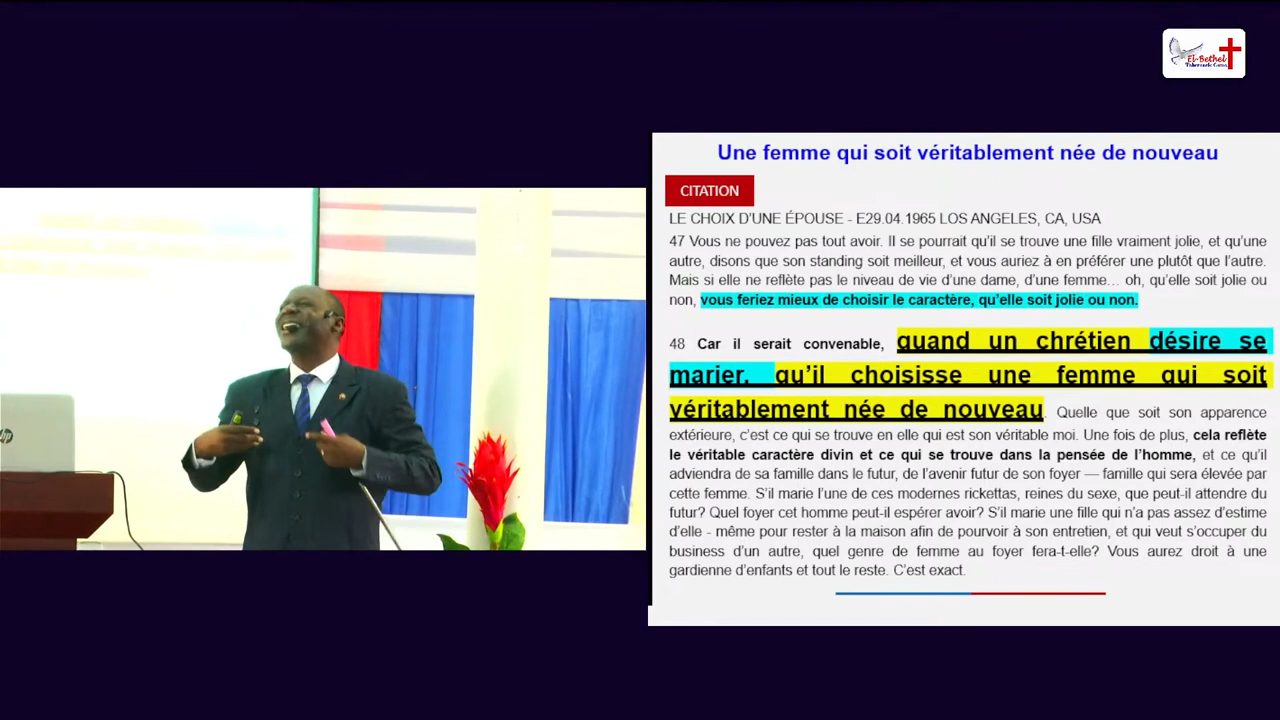 El-Bethel
Une femme qui soit véritablement née de nouveau
CITATION
LE CHOIX D'UNE ÉPOUSE - E29.04.1965 LOS ANGELES, CA, USA
47 Vous ne pouvez pas tout avoir. Il se pourrait qu'il se trouve une fille vraiment jolie, et qu'une
autre, disons que son standing soit meilleur, et vous auriez à en préférer une plutôt que l'autre.
Mais si elle ne reflète pas le niveau de vie d'une dame, d'une femme… oh, qu'elle soit jolie ou
non, vous feriez mieux de choisir le caractère, qu'elle soit jolie ou non.
48 Car il serait convenable, quand un chrétien désire se
marier, qu'il choisisse une femme qui soit
véritablement née de nouveau. Quelle que soit son apparence
extérieure, c'est ce qui se trouve en elle qui est son véritable moi. Une fois de plus, cela reflète
le véritable caractère divin et ce qui se trouve dans la pensée de l'homme, et ce qu'il
adviendra de sa famille dans le futur, de l'avenir futur de son foyer — famille qui sera élevée par
cette femme. S'il marie l'une de ces modernes rickettas, reines du sexe, que peut-il attendre du
futur? Quel foyer cet homme peut-il espérer avoir? S'il marie une fille qui n'a pas assez d'estime
d'elle - même pour rester à la maison afin de pourvoir à son entretien, et qui veut s'occuper du
business d'un autre, quel genre de femme au foyer fera-t-elle? Vous aurez droit à une
gardienne d'enfants et tout le reste. C'est exact.
hp